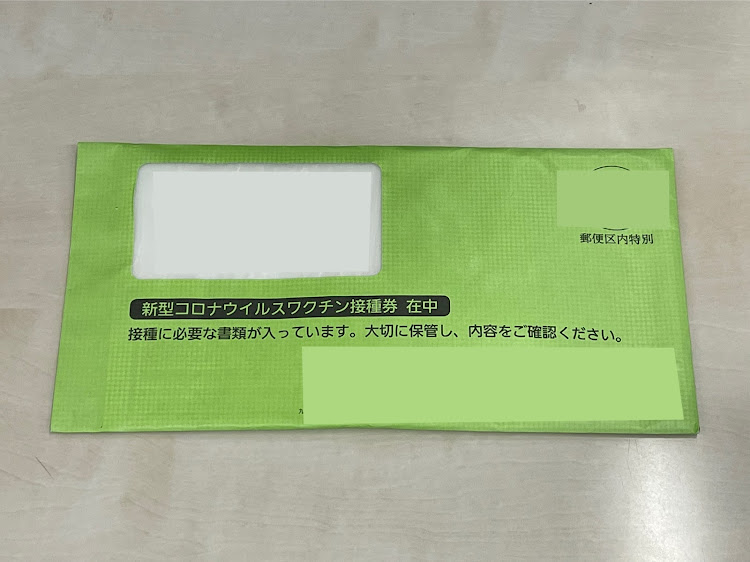 郵便区内特別
新型コロナウイルスワクチン接種券 在中
接種に必要な書類が入っています。大切に保管し、内容をご確認ください。